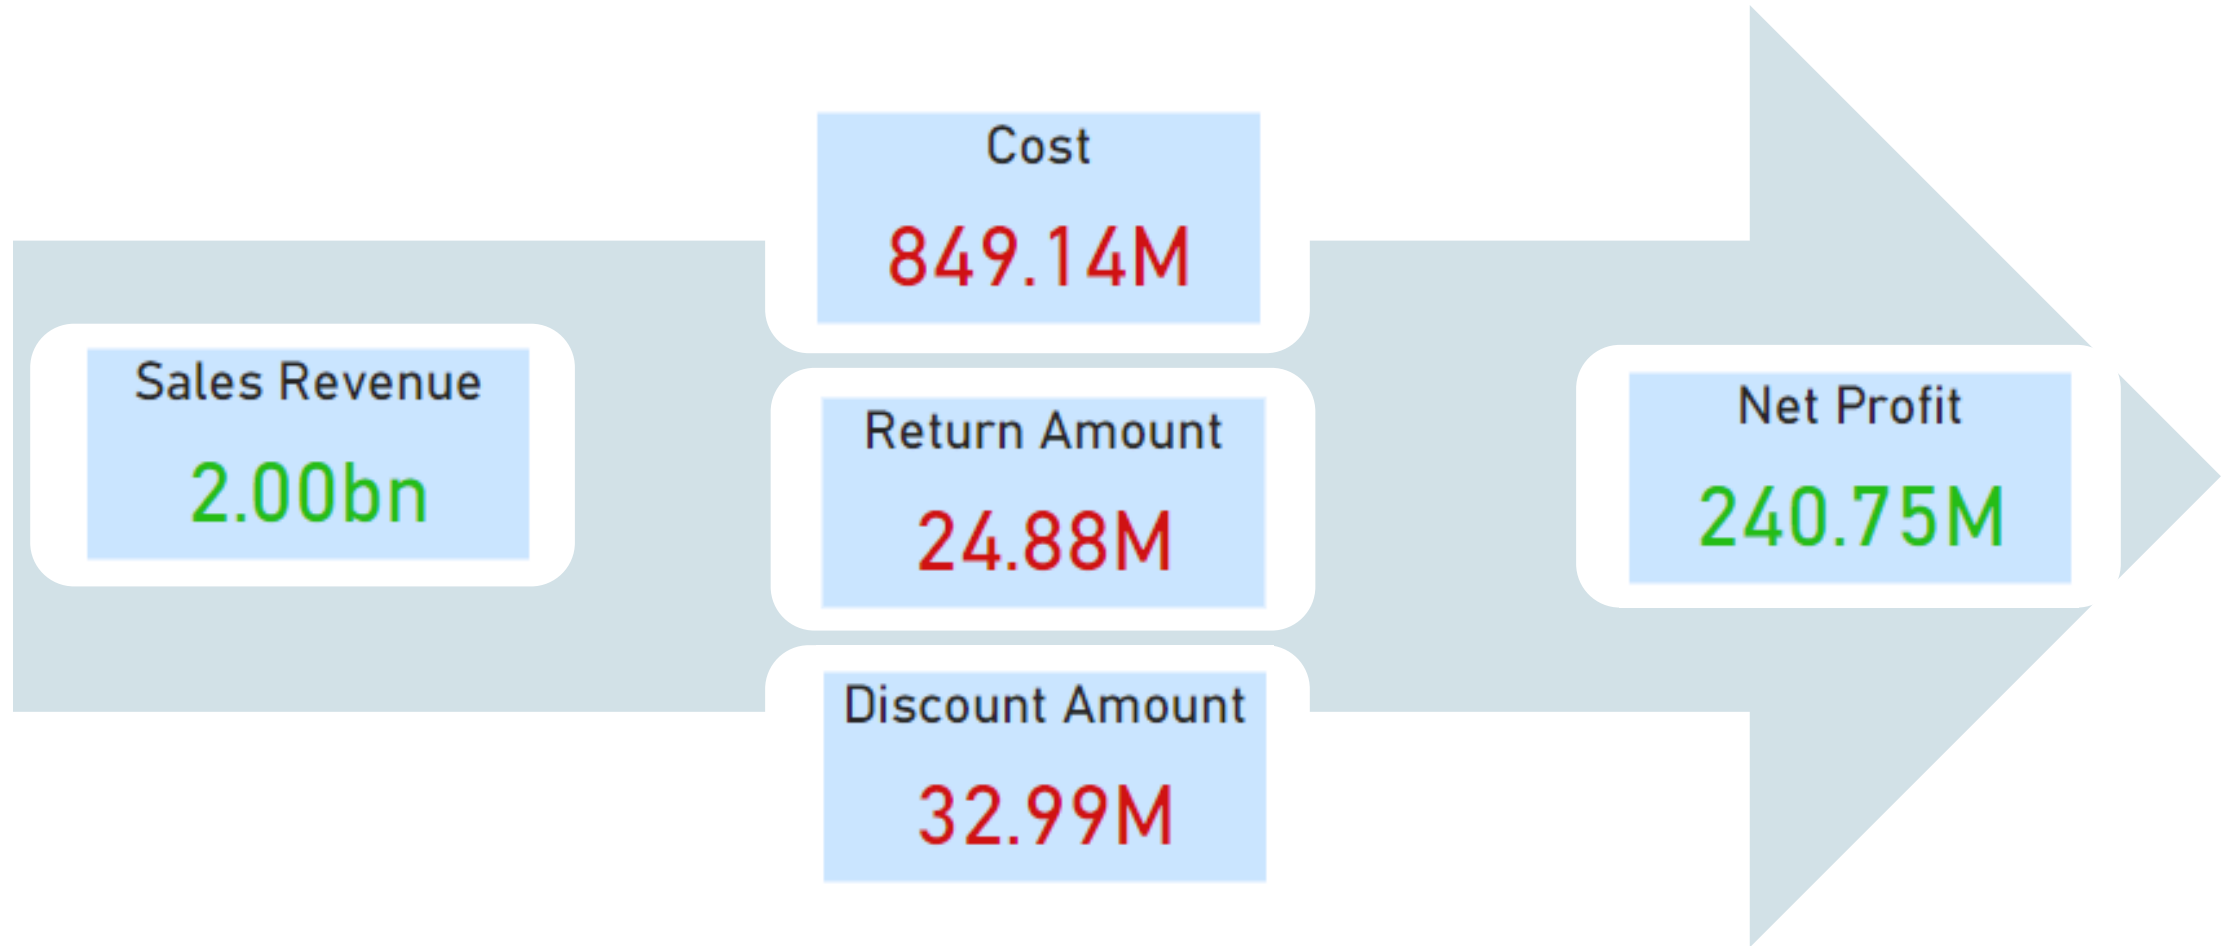 Sales Revenue
2.00bn
Cost
849.14M
Return Amount
24.88M
Discount Amount
32.99M
Net Profit
240.75M